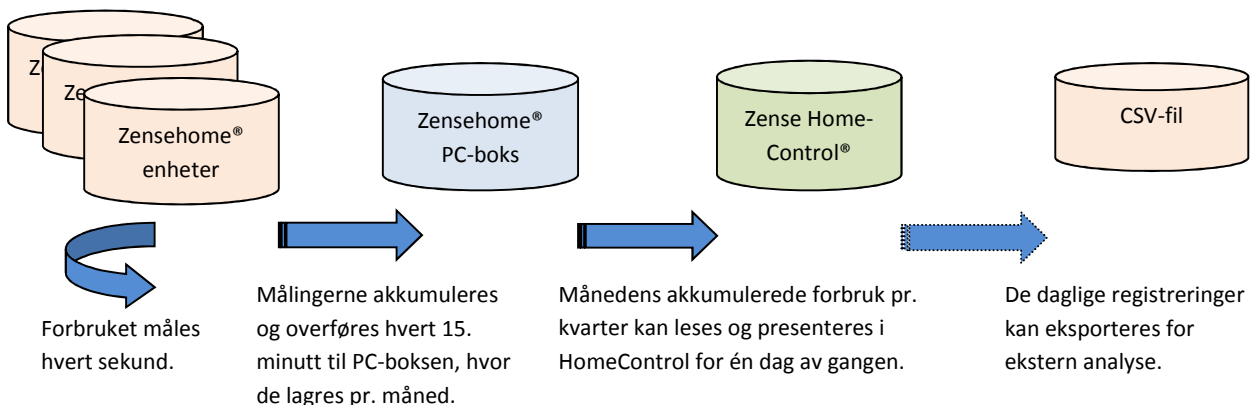 Z
Ze
Zensehome®
enheter
Zensehome®
PC-boks
Zense Home-
Control®
CSV-fil
Forbruket måles
hvert sekund.
Målingerne akkumuleres
og overføres hvert 15.
minutt til PC-boksen, hvor
de lagres pr. måned.
Månedens akkumulerede forbruk pr.
kvarter kan leses og presenteres i
HomeControl for én dag av gangen.
De daglige registreringer
kan eksporteres for
ekstern analyse.